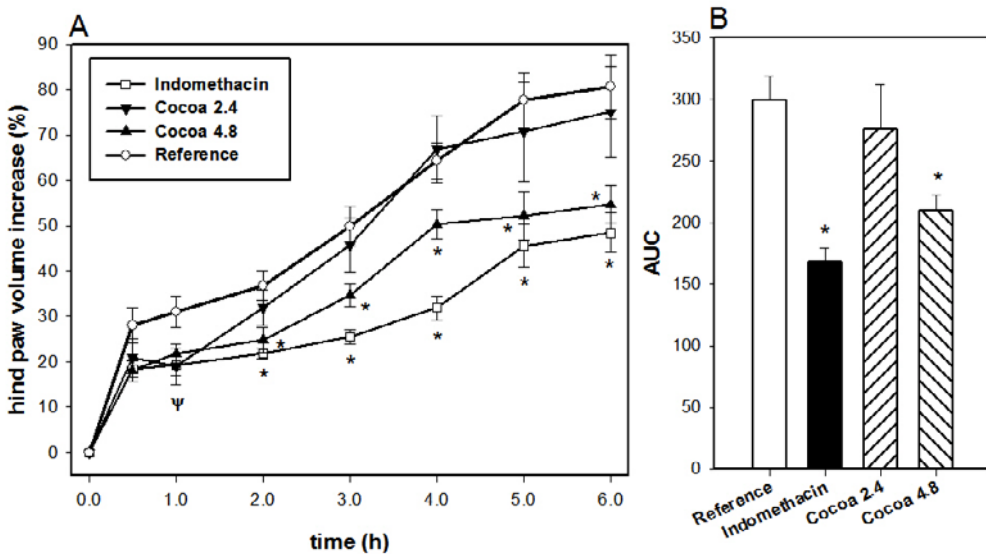 A
hind paw volume increase (%)
90
80
70
60
50
40
30
20
10
0
Indomethacin
Cocoa 2.4
Cocoa 4.8
Reference
*
*
*
*
*
*
*
*
*
*
ψ
0.0 1.0 2.0 3.0 4.0 5.0 6.0
time (h)
B
AUC
350
300
250
200
150
100
50
0
*
*
Reference
Indomethacin
Cocoa 2.4
Cocoa 4.8